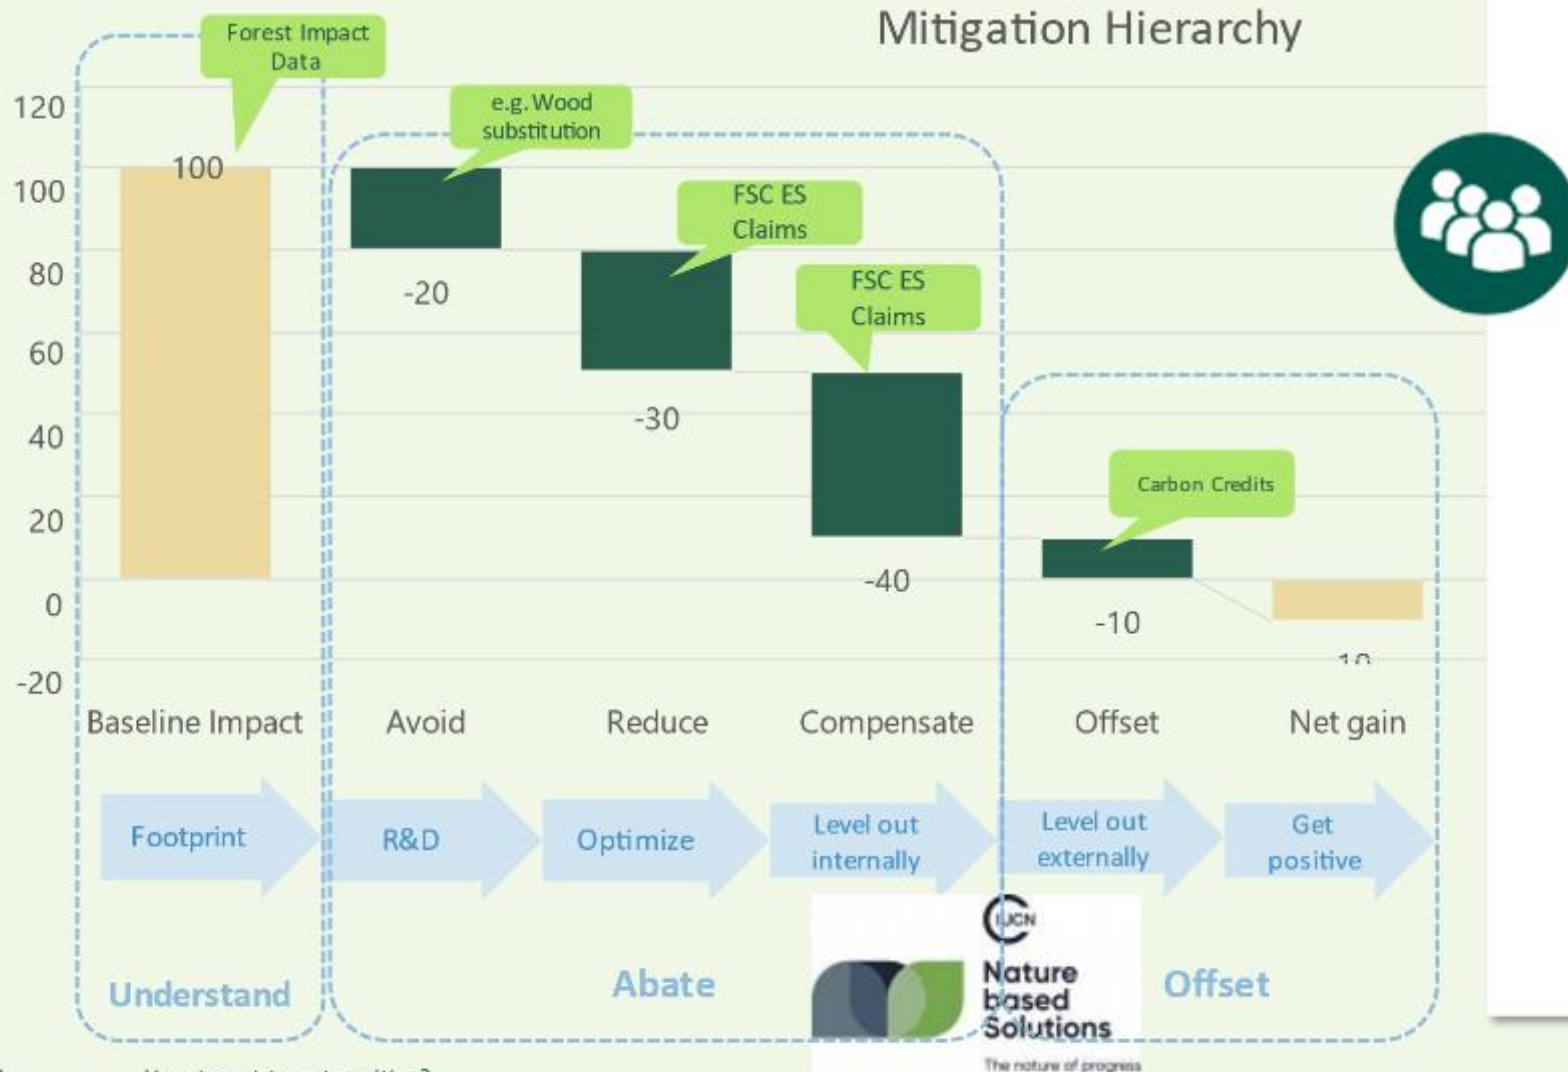 Mitigation Hierarchy
Forest Impact
Data
e.g. Wood
substitution
FSC ES
Claims
FSC ES
Claims
Carbon Credits
120
100
80
60
40
20
0
-20
100
-20
-30
-40
-10
Baseline Impact
Avoid
Reduce
Compensate
Offset
Net gain
Footprint
R&D
Optimize
Level out
internally
Level out
externally
Get
positive
Understand
Abate
Offset
IUCN
Nature
based
Solutions
The nature of progress